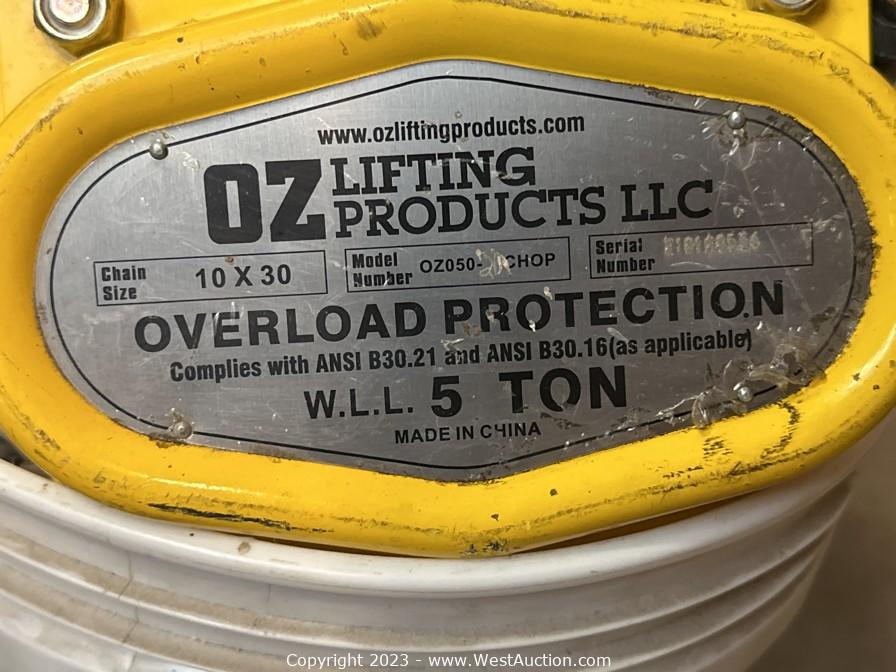 www.ozliftingproducts.com
OZ LIFTING
PRODUCTS LLC
Chain Size 10 X 30
Model Number OZ050- CHOP
Serial Number
OVERLOAD PROTECTION
Complies with ANSI B30.21 and ANSI B30.16(as applicable)
W.L.L. 5 TON
MADE IN CHINA
Copyright 2023 - www.WestAuction.com